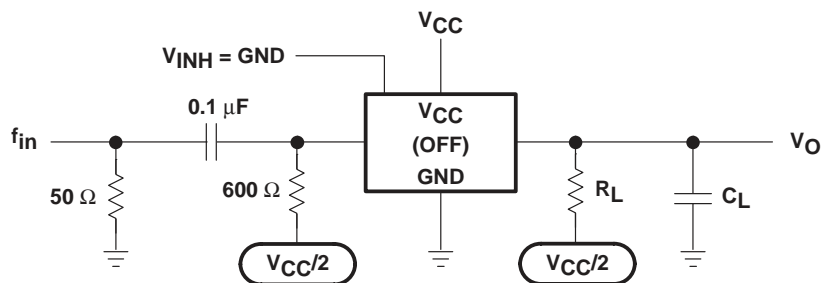 VCC
VINH = GND
0.1 μF
fin
VCC
(OFF)
GND
VO
50 Ω
600 Ω
RL
CL
VCC/2
VCC/2